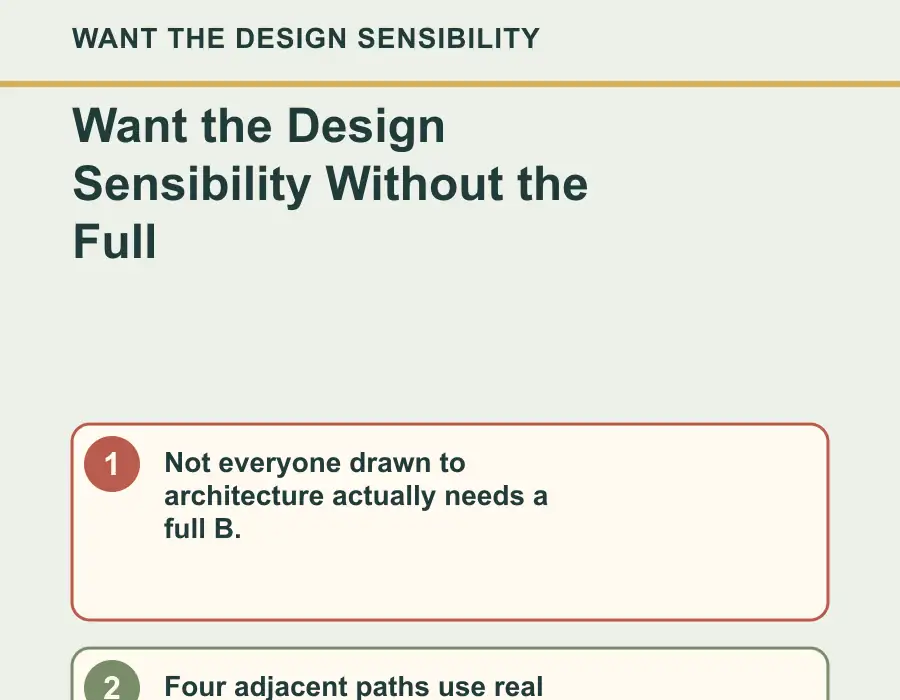 WANT THE DESIGN SENSIBILITY
Want the Design
Sensibility Without the
Full
1
Not everyone drawn to
architecture actually needs a
full B.
2
Four adjacent paths use real